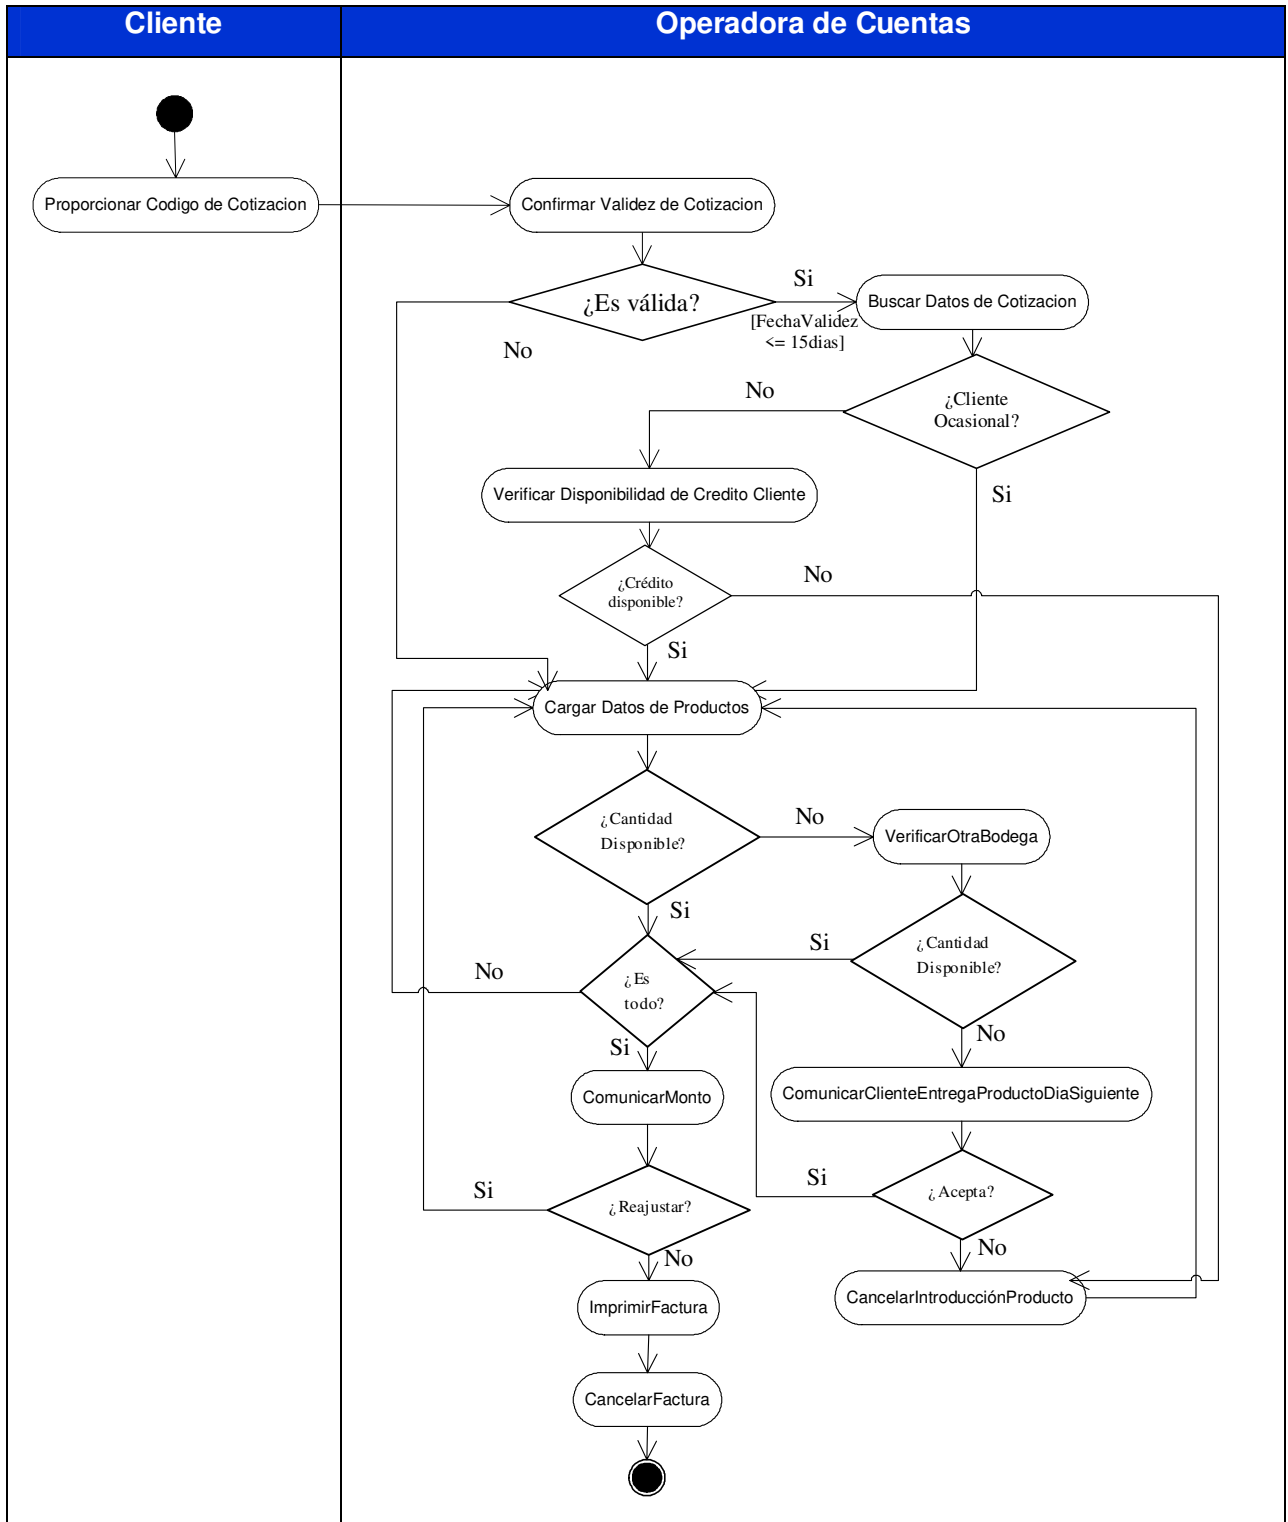 Cliente
Operadora de Cuentas
Proporcionar Codigo de Cotizacion
Confirmar Validez de Cotizacion
¿Es válida?
Si
[FechaValidez
<= 15dias]
Buscar Datos de Cotizacion
No
¿Cliente
Ocasional?
No
Si
Verificar Disponibilidad de Credito Cliente
¿Crédito
disponible?
No
Si
Cargar Datos de Productos
¿Cantidad
Disponible?
No
VerificarOtraBodega
Si
¿Cantidad
Disponible?
Si
No
¿Es
todo?
No
Si
ComunicarMonto
ComunicarClienteEntregaProductoDiaSiguiente
¿Reajustar?
Si
¿Acepta?
Si
No
No
ImprimirFactura
CancelarIntroducciónProducto
CancelarFactura